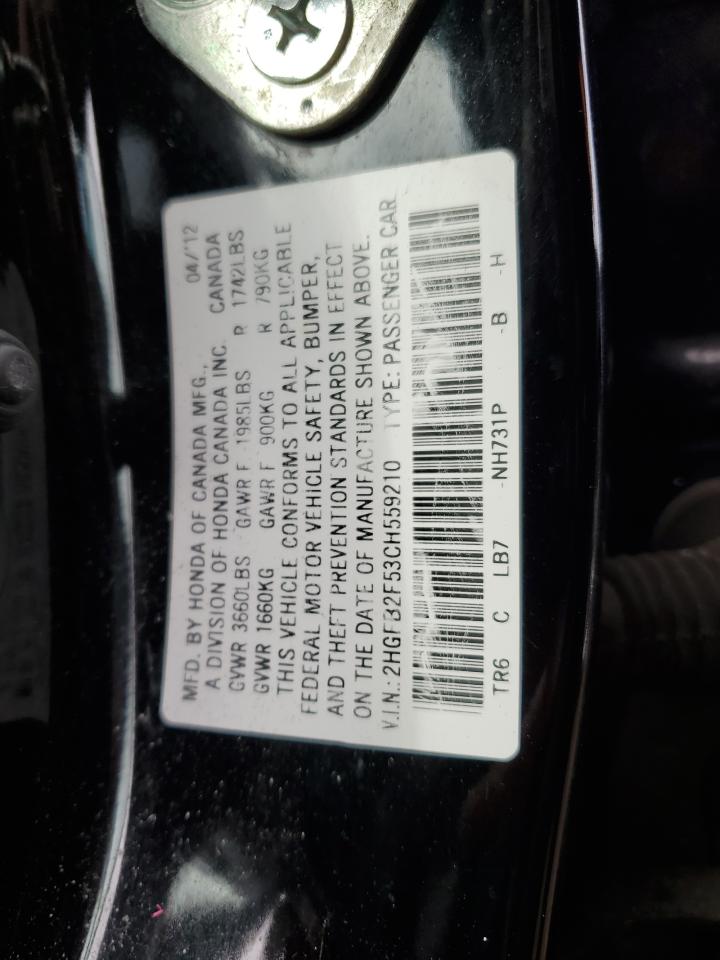 MFD. BY HONDA OF CANADA MFG., 04/'12
A DIVISION OF HONDA CANADA INC. CANADA
GVWR 3660LBS GAWR F 1985LBS R 1742LBS
GVWR 1660KG GAWR F 900KG R 790KG
THIS VEHICLE CONFORMS TO ALL APPLICABLE
FEDERAL MOTOR VEHICLE SAFETY, BUMPER,
AND THEFT PREVENTION STANDARDS IN EFFECT
ON THE DATE OF MANUFACTURE SHOWN ABOVE.
V.I.N.: 2HGFB2F53CH559210 TYPE: PASSENGER CAR
TR6 C LB7 -NH731P -B -H